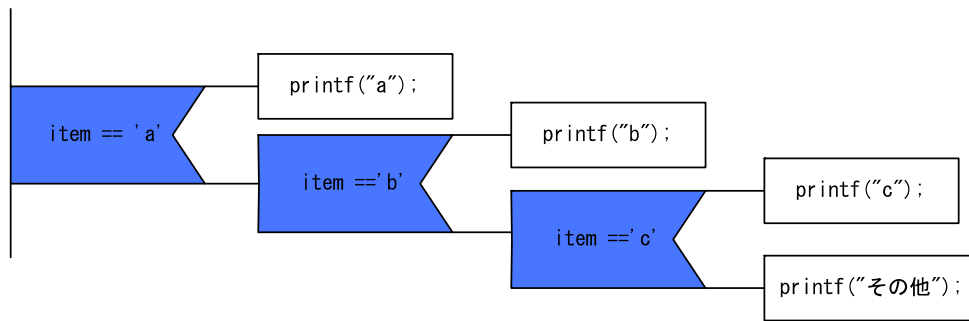 printf("a");
item == 'a'
printf("b");
item =='b'
printf("c");
item =='c'
printf("その他");